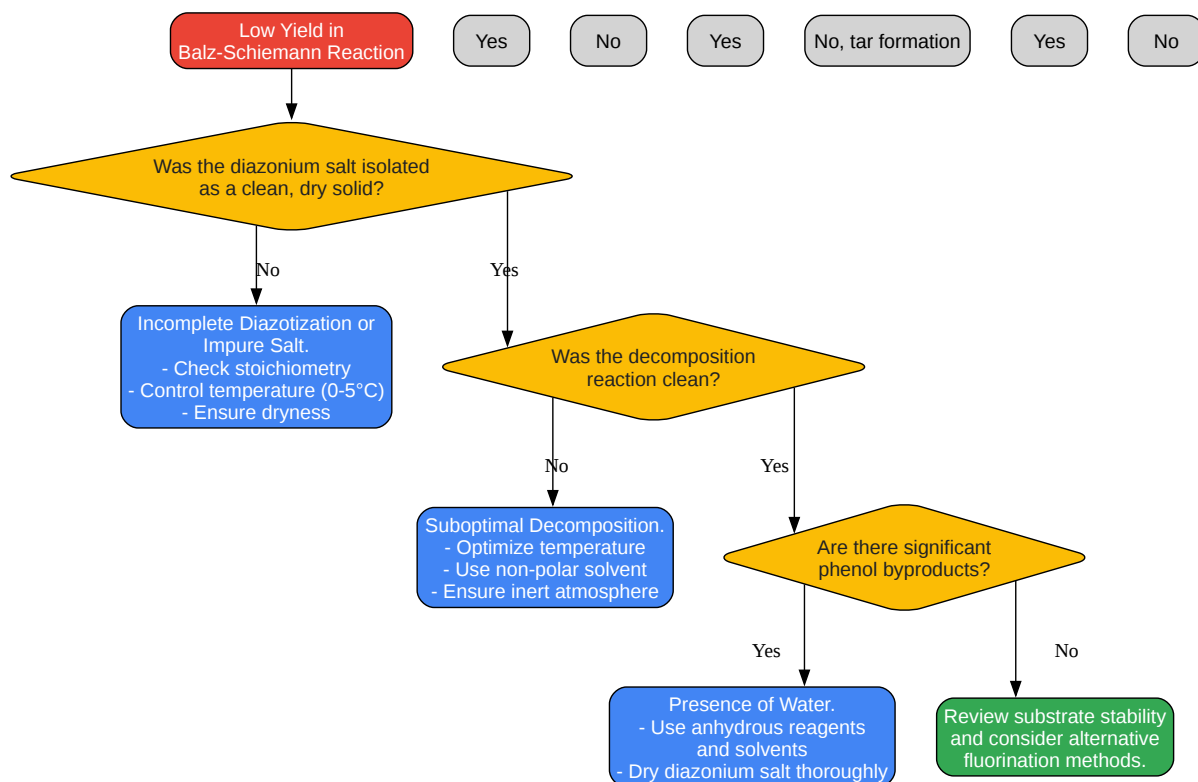 Low Yield in
Balz-Schiemann Reaction
Yes
No
Yes
No, tar formation
Yes
No
Was the diazonium salt isolated
as a clean, dry solid?
No
Yes
Incomplete Diazotization or
Impure Salt.
- Check stoichiometry
- Control temperature (0-5°C)
- Ensure dryness
Was the decomposition
reaction clean?
No
Yes
Suboptimal Decomposition.
- Optimize temperature
- Use non-polar solvent
- Ensure inert atmosphere
Are there significant
phenol byproducts?
Yes
No
Presence of Water.
- Use anhydrous reagents
and solvents
- Dry diazonium salt thoroughly
Review substrate stability
and consider alternative
fluorination methods.